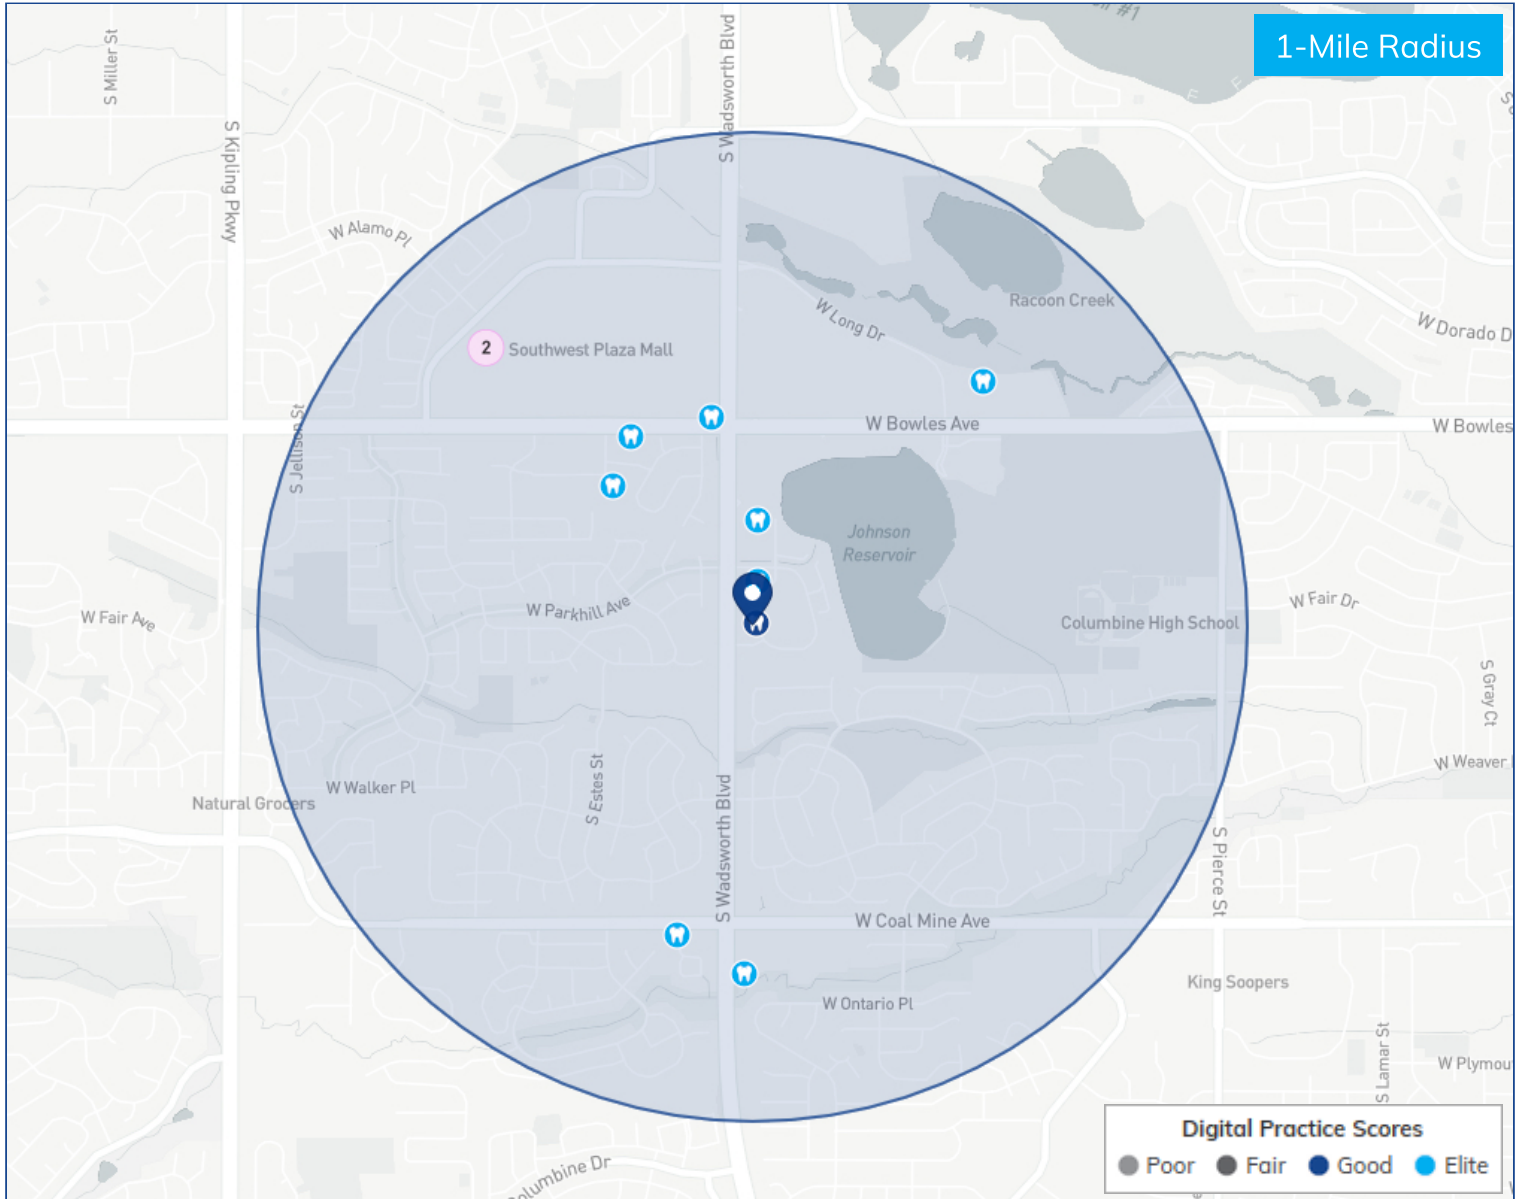 #1
1-Mile Radius
S Miller St
S Wadsworth Blvd
S Kipling Pkwy
W Alamo Pl
Racoon Creek
W Long Dr
W Dorado D
2
Southwest Plaza Mall
S Jellison St
W Bowles Ave
W Bowles
Johnson
Reservoir
W Parkhill Ave
W Fair Ave
W Fair Dr
Columbine High School
S Gray Ct
W Weaver
W Walker Pl
Natural Grocers
S Estes St
S Wadsworth Blvd
S Pierce St
W Coal Mine Ave
King Soopers
W Ontario Pl
S Lamar St
W Plymou
olumbine Dr
Digital Practice Scores
Poor Fair Good Elite